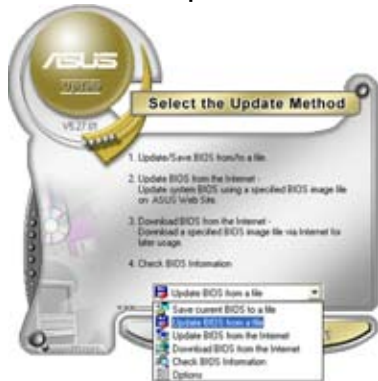 ASUS
Update
Select the Update Method
V5.27.01
1. Update/Save BIOS from/to a file.
2. Update BIOS from the Internet -
Update system BIOS using a specified BIOS image file
on ASUS Web Site.
3. Download BIOS from the Internet -
Download a specified BIOS image file via Internet for
later usage.
4. Check BIOS Information
Update BIOS from a file
Save current BIOS to a file
Update BIOS from a file
Update BIOS from the Internet
Download BIOS from the Internet
Check BIOS Information
Options